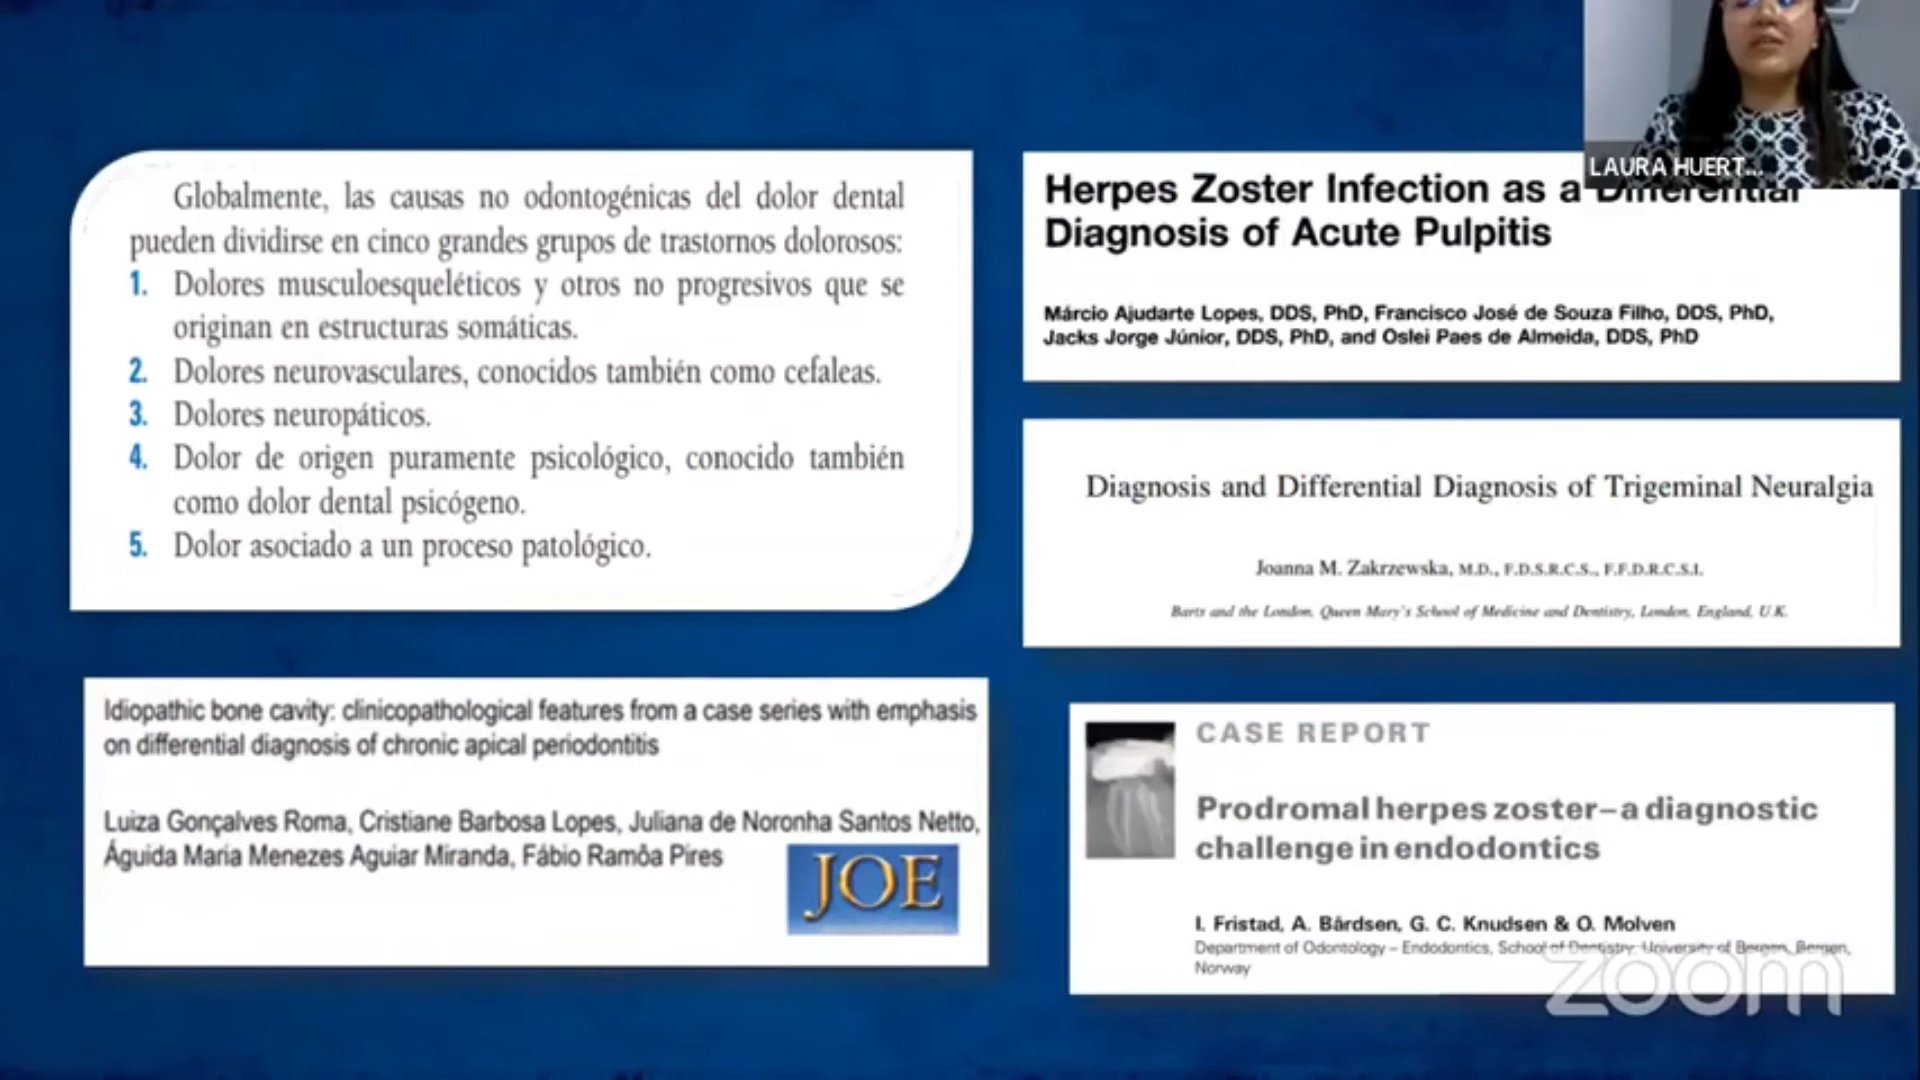 Globalmente, las causas no odontogénicas del dolor dental
pueden dividirse en cinco grandes grupos de trastornos dolorosos:
1. Dolores musculoesqueléticos y otros no progresivos que se
originan en estructuras somáticas.
2. Dolores neurovasculares, conocidos también como cefaleas.
3. Dolores neuropáticos.
4. Dolor de origen puramente psicológico, conocido también
como dolor dental psicógeno.
5. Dolor asociado a un proceso patológico.
Idiopathic bone cavity: clinicopathological features from a case series with emphasis
on differential diagnosis of chronic apical periodontitis
Luiza Gonçalves Roma, Cristiane Barbosa Lopes, Juliana de Noronha Santos Netto,
Águida Maria Menezes Aguiar Miranda, Fábio Ramôa Pires
JOE
LAURA HUERT...
Herpes Zoster Infection as a Differential
Diagnosis of Acute Pulpitis
Márcio Ajudarte Lopes, DDS, PhD, Francisco José de Souza Filho, DDS, PhD,
Jacks Jorge Júnior, DDS, PhD, and Oslei Paes de Almeida, DDS, PhD
Diagnosis and Differential Diagnosis of Trigeminal Neuralgia
Joanna M. Zakrzewska, M.D., F.D.S.R.C.S., F.F.D.R.C.S.I.
Barts and the London, Queen Mary's School of Medicine and Dentistry, London, England, U.K.
CASE REPORT
Prodromal herpes zoster–a diagnostic
challenge in endodontics
I. Fristad, A. Bårdsen, G. C. Knudsen & O. Molven
Department of Odontology – Endodontics, School of Dentistry, University of Bergen, Bergen,
Norway
zoom